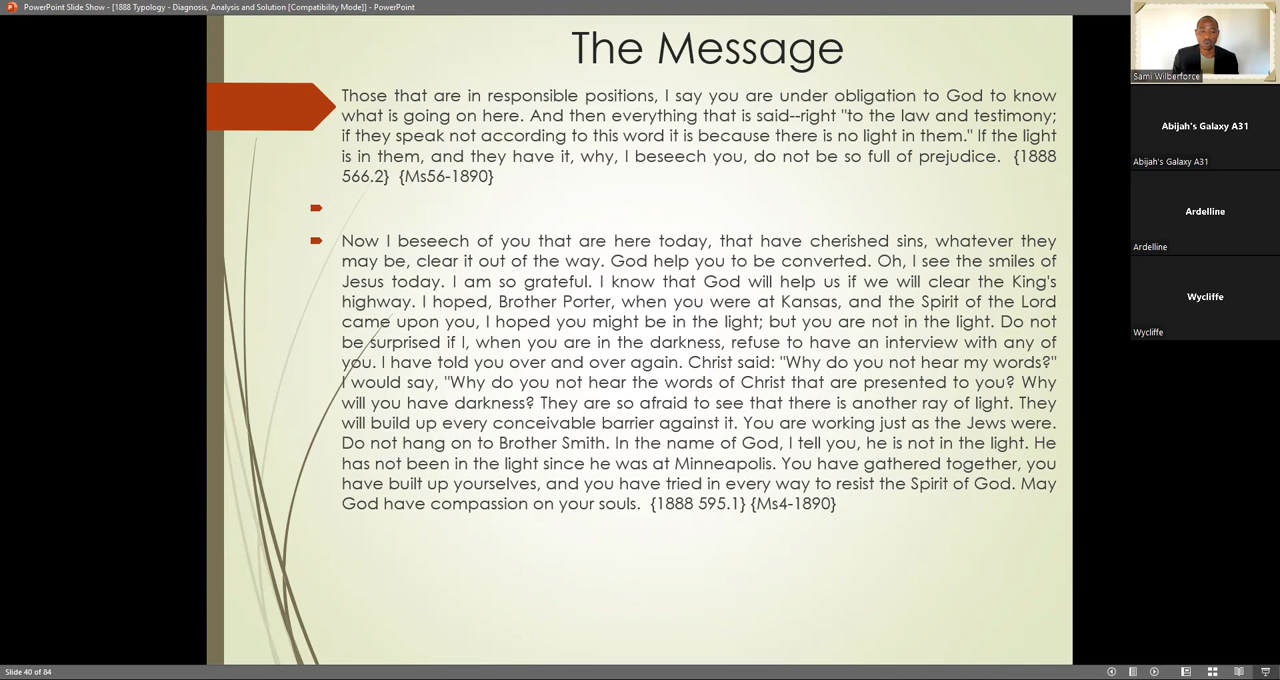 PowerPoint Slide Show - [1888 Typology - Diagnosis, Analysis and Solution [Compatibility Mode]] - PowerPoint
The Message
Those that are in responsible positions, I say you are under obligation to God to know
what is going on here. And then everything that is said--right "to the law and testimony;
if they speak not according to this word it is because there is no light in them." If the light
is in them, and they have it, why, I beseech you, do not be so full of prejudice. {1888
566.2} {Ms56-1890}
Now I beseech of you that are here today, that have cherished sins, whatever they
may be, clear it out of the way. God help you to be converted. Oh, I see the smiles of
Jesus today. I am so grateful. I know that God will help us if we will clear the King's
highway. I hoped, Brother Porter, when you were at Kansas, and the Spirit of the Lord
came upon you, I hoped you might be in the light; but you are not in the light. Do not
be surprised if I, when you are in the darkness, refuse to have an interview with any of
you. I have told you over and over again. Christ said: "Why do you not hear my words?"
I would say, "Why do you not hear the words of Christ that are presented to you? Why
will you have darkness? They are so afraid to see that there is another ray of light. They
will build up every conceivable barrier against it. You are working just as the Jews were.
Do not hang on to Brother Smith. In the name of God, I tell you, he is not in the light. He
has not been in the light since he was at Minneapolis. You have gathered together, you
have built up yourselves, and you have tried in every way to resist the Spirit of God. May
God have compassion on your souls. {1888 595.1} {Ms4-1890}
Sami Wilberforce
Abijah's Galaxy A31
Abijah's Galaxy A31
Ardelline
Ardelline
Wycliffe
Wycliffe
Slide 40 of 84